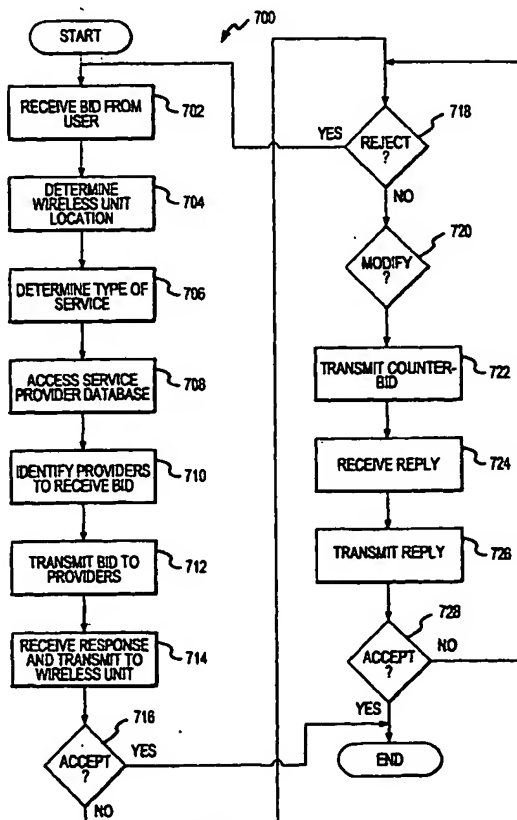 700
START
RECEIVE BID FROM
USER
702
DETERMINE
WIRELESS UNIT
LOCATION
704
DETERMINE TYPE OF
SERVICE
706
ACCESS SERVICE
PROVIDER DATABASE
708
IDENTIFY PROVIDERS
TO RECEIVE BID
710
TRANSMIT BID TO
PROVIDERS
712
RECEIVE RESPONSE
AND TRANSMIT TO
WIRELESS UNIT
714
716
ACCEPT
?
YES
NO
718
REJECT
?
YES
NO
720
MODIFY
?
TRANSMIT COUNTER-
BID
722
RECEIVE REPLY
724
TRANSMIT REPLY
726
728
ACCEPT
?
NO
YES
END